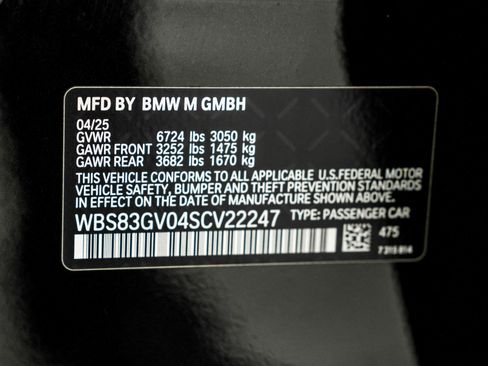 MFD BY BMW M GMBH
04/25
GVWR 6724 lbs 3050 kg
GAWR FRONT 3252 lbs 1475 kg
GAWR REAR 3682 lbs 1670 kg
THIS VEHICLE CONFORMS TO ALL APPLICABLE U.S.FEDERAL MOTOR
VEHICLE SAFETY, BUMPER AND THEFT PREVENTION STANDARDS
IN EFFECT ON THE DATE OF MANUFACTURE SHOWN ABOVE.
WBS83GV04SCV22247 TYPE: PASSENGER CAR
475